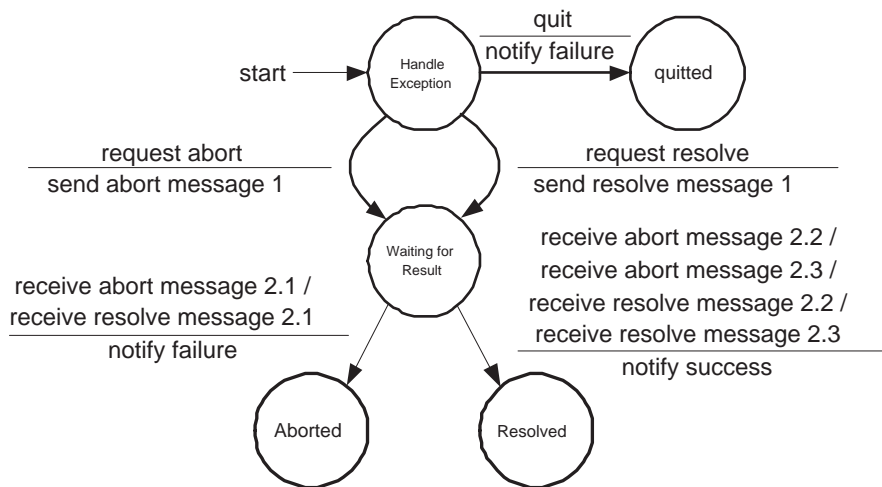 quit
notify failure
Handle
Exception
start
quitted
request abort
send abort message 1
request resolve
send resolve message 1
Waiting for
Result
receive abort message 2.1 /
receive resolve message 2.1
notify failure
receive abort message 2.2 /
receive abort message 2.3 /
receive resolve message 2.2 /
receive resolve message 2.3
notify success
Aborted
Resolved